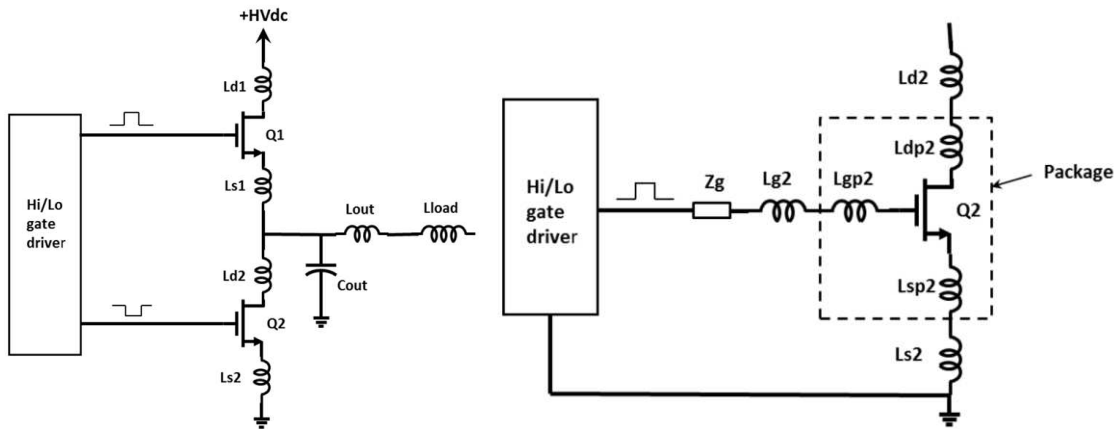 +HVdc
Ld1
Q1
Ls1
Hi/Lo
gate
driver
Lout
Lload
Ld2
Cout
Q2
Ls2
Ld2
Ldp2
Package
Zg
Lg2
Lgp2
Hi/Lo
gate
driver
Q2
Lsp2
Ls2